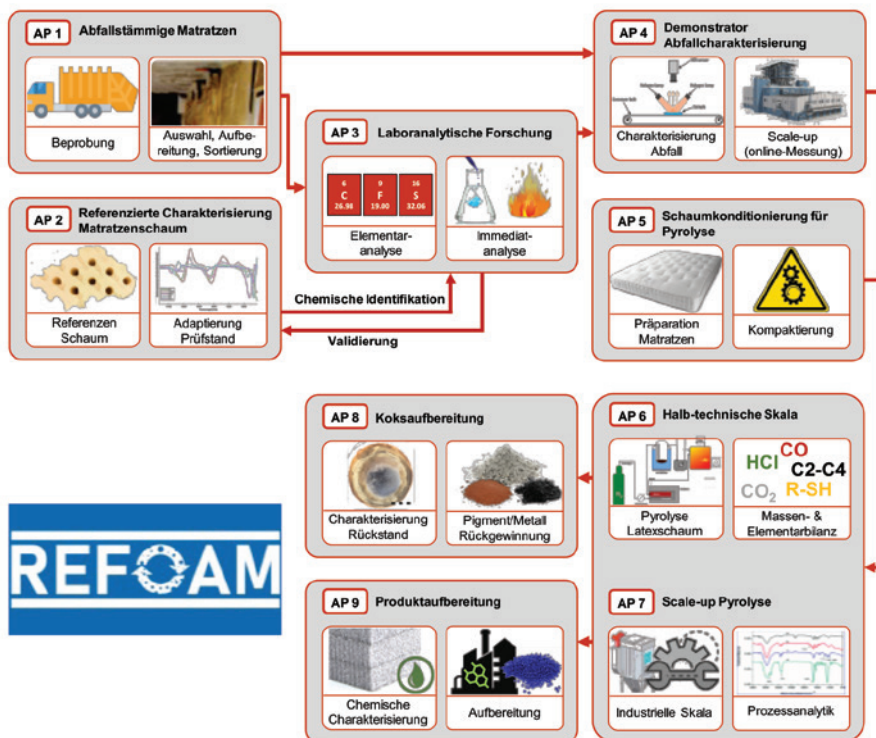 AP 1 Abfallstämmige Matratzen
Beprobung
Auswahl, Aufbe-
reitung, Sortierung
AP 2 Referenzierte Charakterisierung
Matratzenschaum
Referenzen
Schaum
Adaptierung
Prüfstand
AP 3 Laboranalytische Forschung
6 9 16
C F S
26.98 19.00 32.06
Elementar-
analyse
Immediat-
analyse
Chemische Identifikation
Validierung
AP 4 Demonstrator
Abfallcharakterisierung
Charakterisierung
Abfall
Scale-up
(online-Messung)
AP 5 Schaumkonditionierung für
Pyrolyse
Präparation
Matratzen
Kompaktierung
AP 6 Halb-technische Skala
Pyrolyse
Latexschaum
HCl CO
C2-C4
CO2 R-SH
Massen- &
Elementarbilanz
AP 7 Scale-up Pyrolyse
Industrielle Skala
Prozessanalytik
AP 8 Koksaufbereitung
Charakterisierung
Rückstand
Pigment/Metall
Rückgewinnung
AP 9 Produktaufbereitung
Chemische
Charakterisierung
Aufbereitung
REFOAM